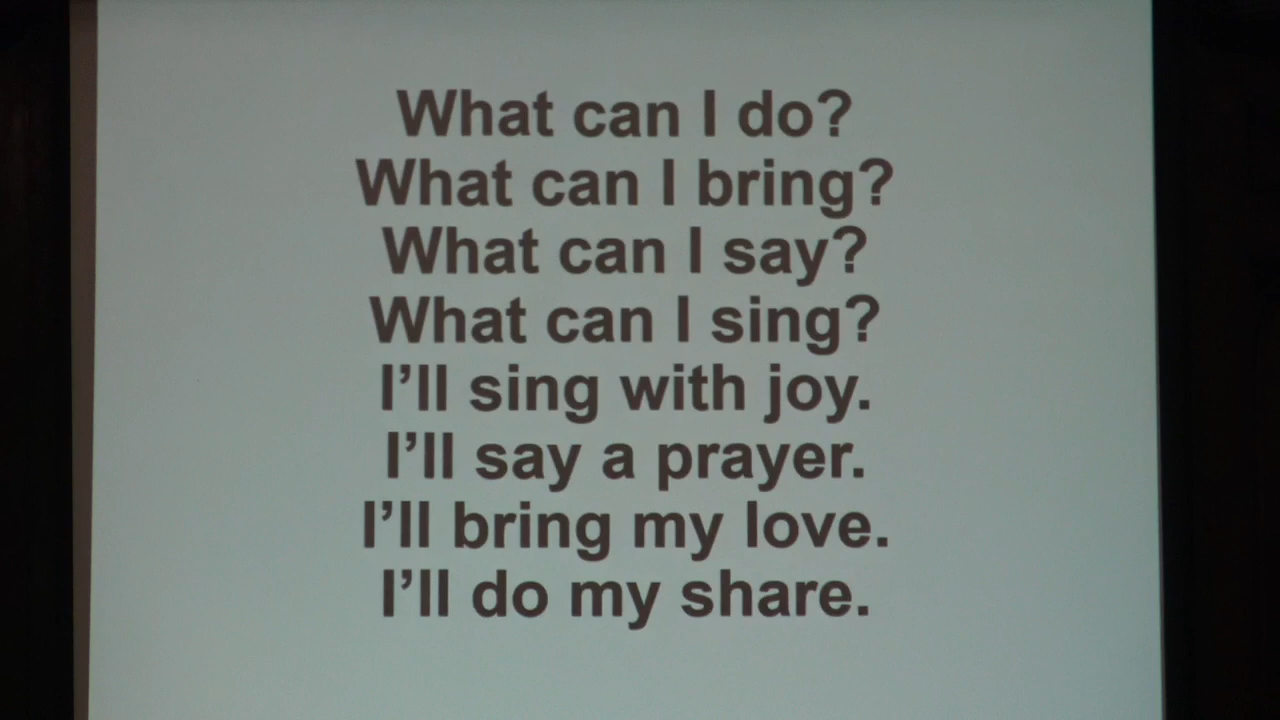 What can I do?
What can I bring?
What can I say?
What can I sing?
I’ll sing with joy.
I’ll say a prayer.
I’ll bring my love.
I’ll do my share.